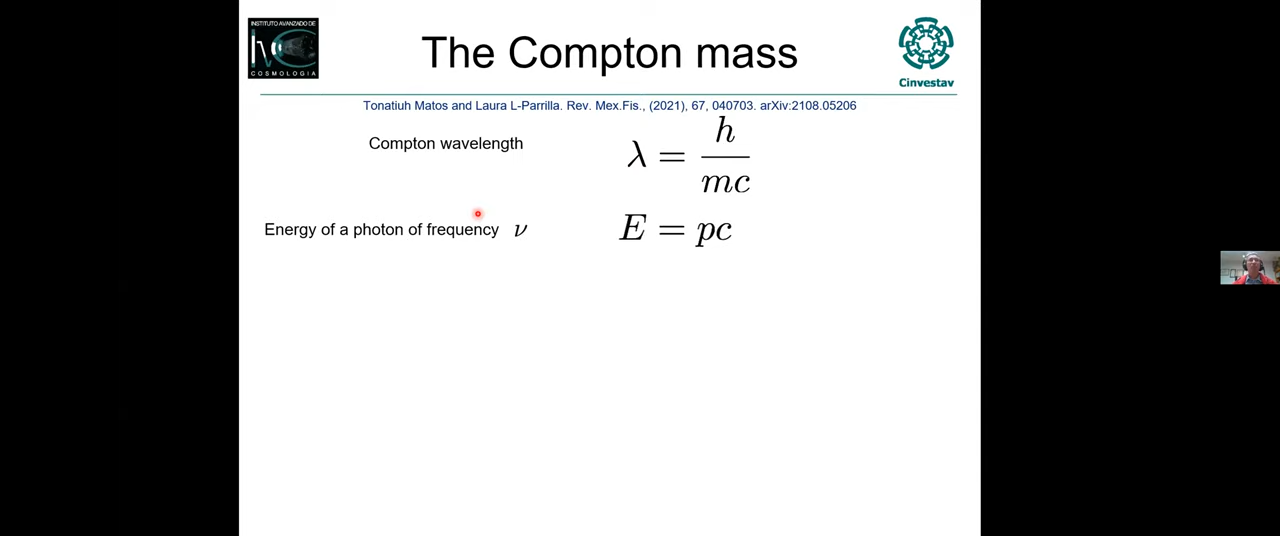 INSTITUTO AVANZADO DE
COSMOLOGIA
The Compton mass
Cinvestav
Tonatiuh Matos and Laura L-Parrilla. Rev. Mex.Fis., (2021), 67, 040703. arXiv:2108.05206
Compton wavelength λ = h/mc
Energy of a photon of frequency ν E = pc